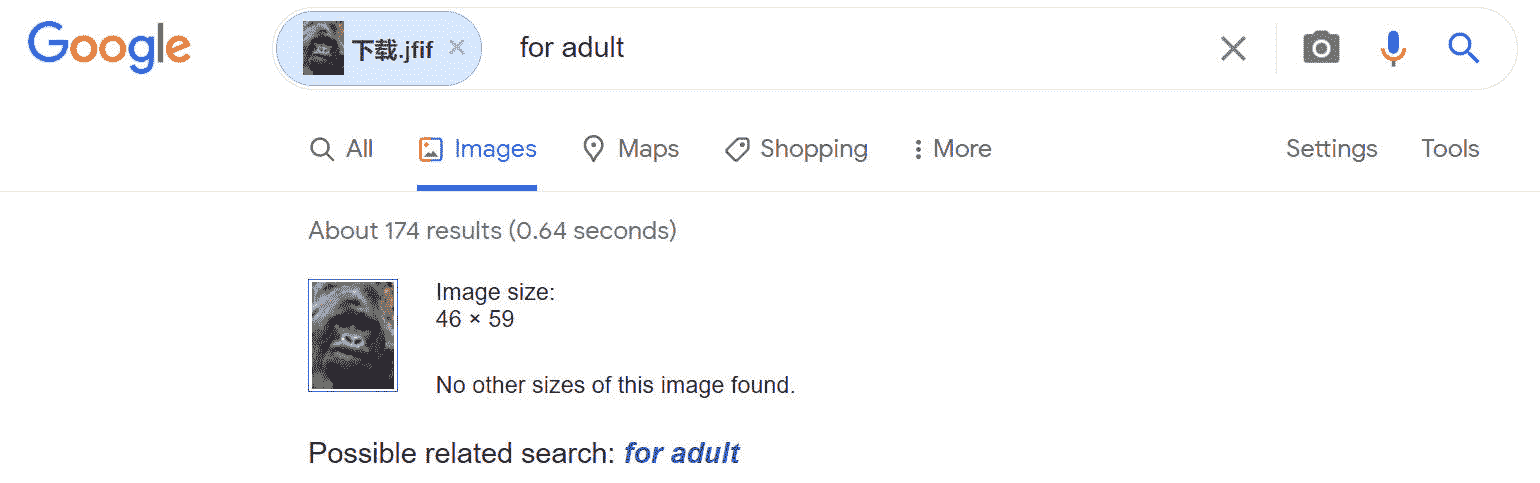 Google 下载.jfif for adult
All Images Maps Shopping More Settings Tools
About 174 results (0.64 seconds)
Image size:
46 × 59
No other sizes of this image found.
Possible related search: for adult